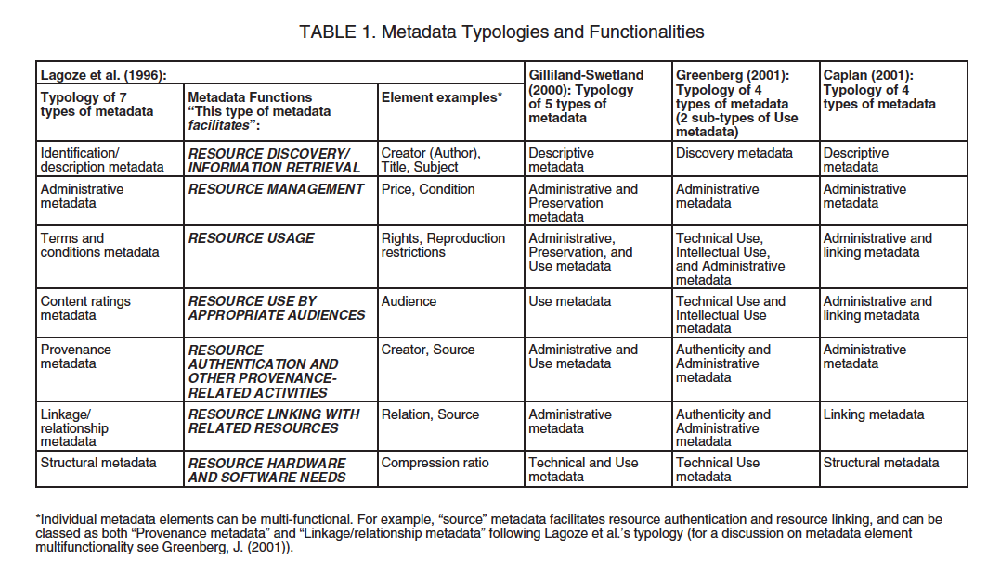 TABLE 1. Metadata Typologies and Functionalities
Lagoze et al. (1996):
Typology of 7
types of metadata
Metadata Functions
“This type of metadata
facilitates”:
Element examples*
Gilliland-Swetland
(2000): Typology
of 5 types of
metadata
Greenberg (2001):
Typology of 4
types of metadata
(2 sub-types of Use
metadata)
Caplan (2001):
Typology of 4
types of metadata
Identification/
description metadata
RESOURCE DISCOVERY/
INFORMATION RETRIEVAL
Creator (Author),
Title, Subject
Descriptive
metadata
Discovery metadata
Descriptive
metadata
Administrative
metadata
RESOURCE MANAGEMENT
Price, Condition
Administrative and
Preservation
metadata
Administrative
metadata
Administrative
metadata
Terms and
conditions metadata
RESOURCE USAGE
Rights, Reproduction
restrictions
Administrative,
Preservation, and
Use metadata
Technical Use,
Intellectual Use,
and Administrative
metadata
Administrative and
linking metadata
Content ratings
metadata
RESOURCE USE BY
APPROPRIATE AUDIENCES
Audience
Use metadata
Technical Use and
Intellectual Use
metadata
Administrative and
linking metadata
Provenance
metadata
RESOURCE
AUTHENTICATION AND
OTHER PROVENANCE-
RELATED ACTIVITIES
Creator, Source
Administrative and
Use metadata
Authenticity and
Administrative
metadata
Administrative
metadata
Linkage/
relationship
metadata
RESOURCE LINKING WITH
RELATED RESOURCES
Relation, Source
Administrative
metadata
Authenticity and
Administrative
metadata
Linking metadata
Structural metadata
RESOURCE HARDWARE
AND SOFTWARE NEEDS
Compression ratio
Technical and Use
metadata
Technical Use
metadata
Structural metadata
*Individual metadata elements can be multi-functional. For example, “source” metadata facilitates resource authentication and resource linking, and can be
classed as both “Provenance metadata” and “Linkage/relationship metadata” following Lagoze et al.’s typology (for a discussion on metadata element
multifunctionality see Greenberg, J. (2001)).